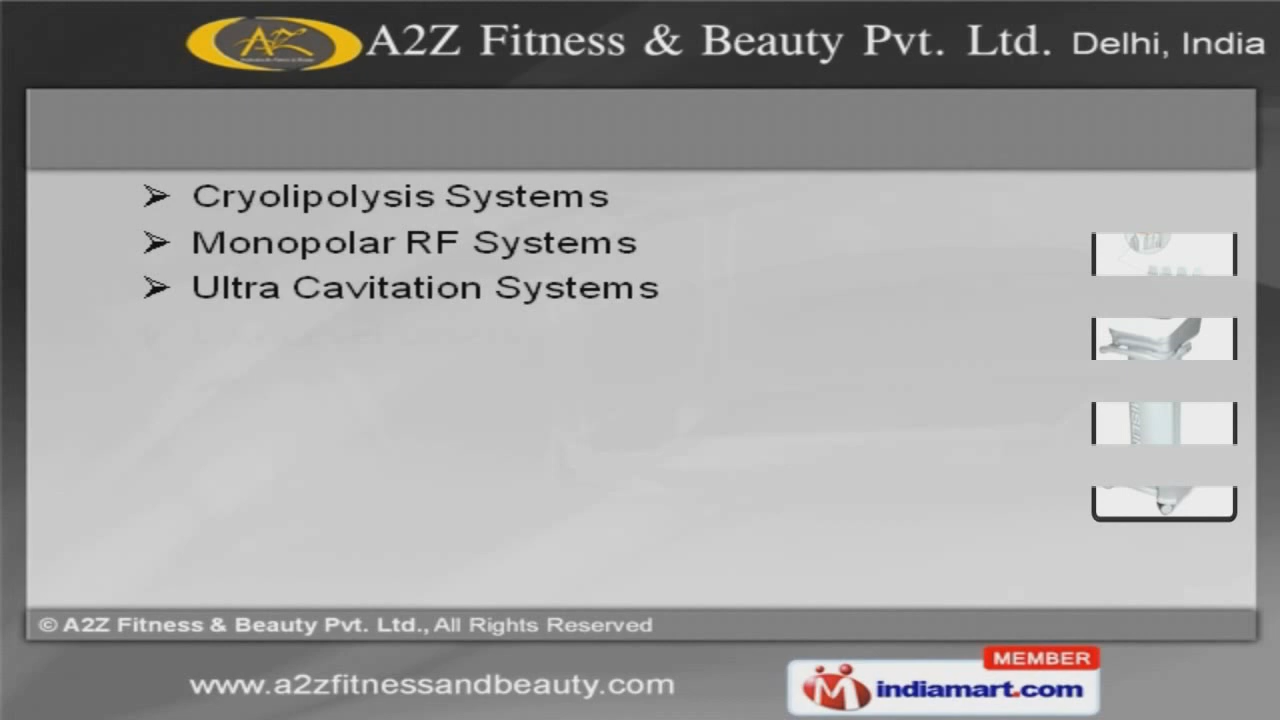 A2Z
A2Z Fitness & Beauty Pvt. Ltd. Delhi, India
➢ Cryolipolysis Systems
➢ Monopolar RF Systems
➢ Ultra Cavitation Systems
© A2Z Fitness & Beauty Pvt. Ltd., All Rights Reserved
www.a2zfitnessandbeauty.com
MEMBER
indiamart.com